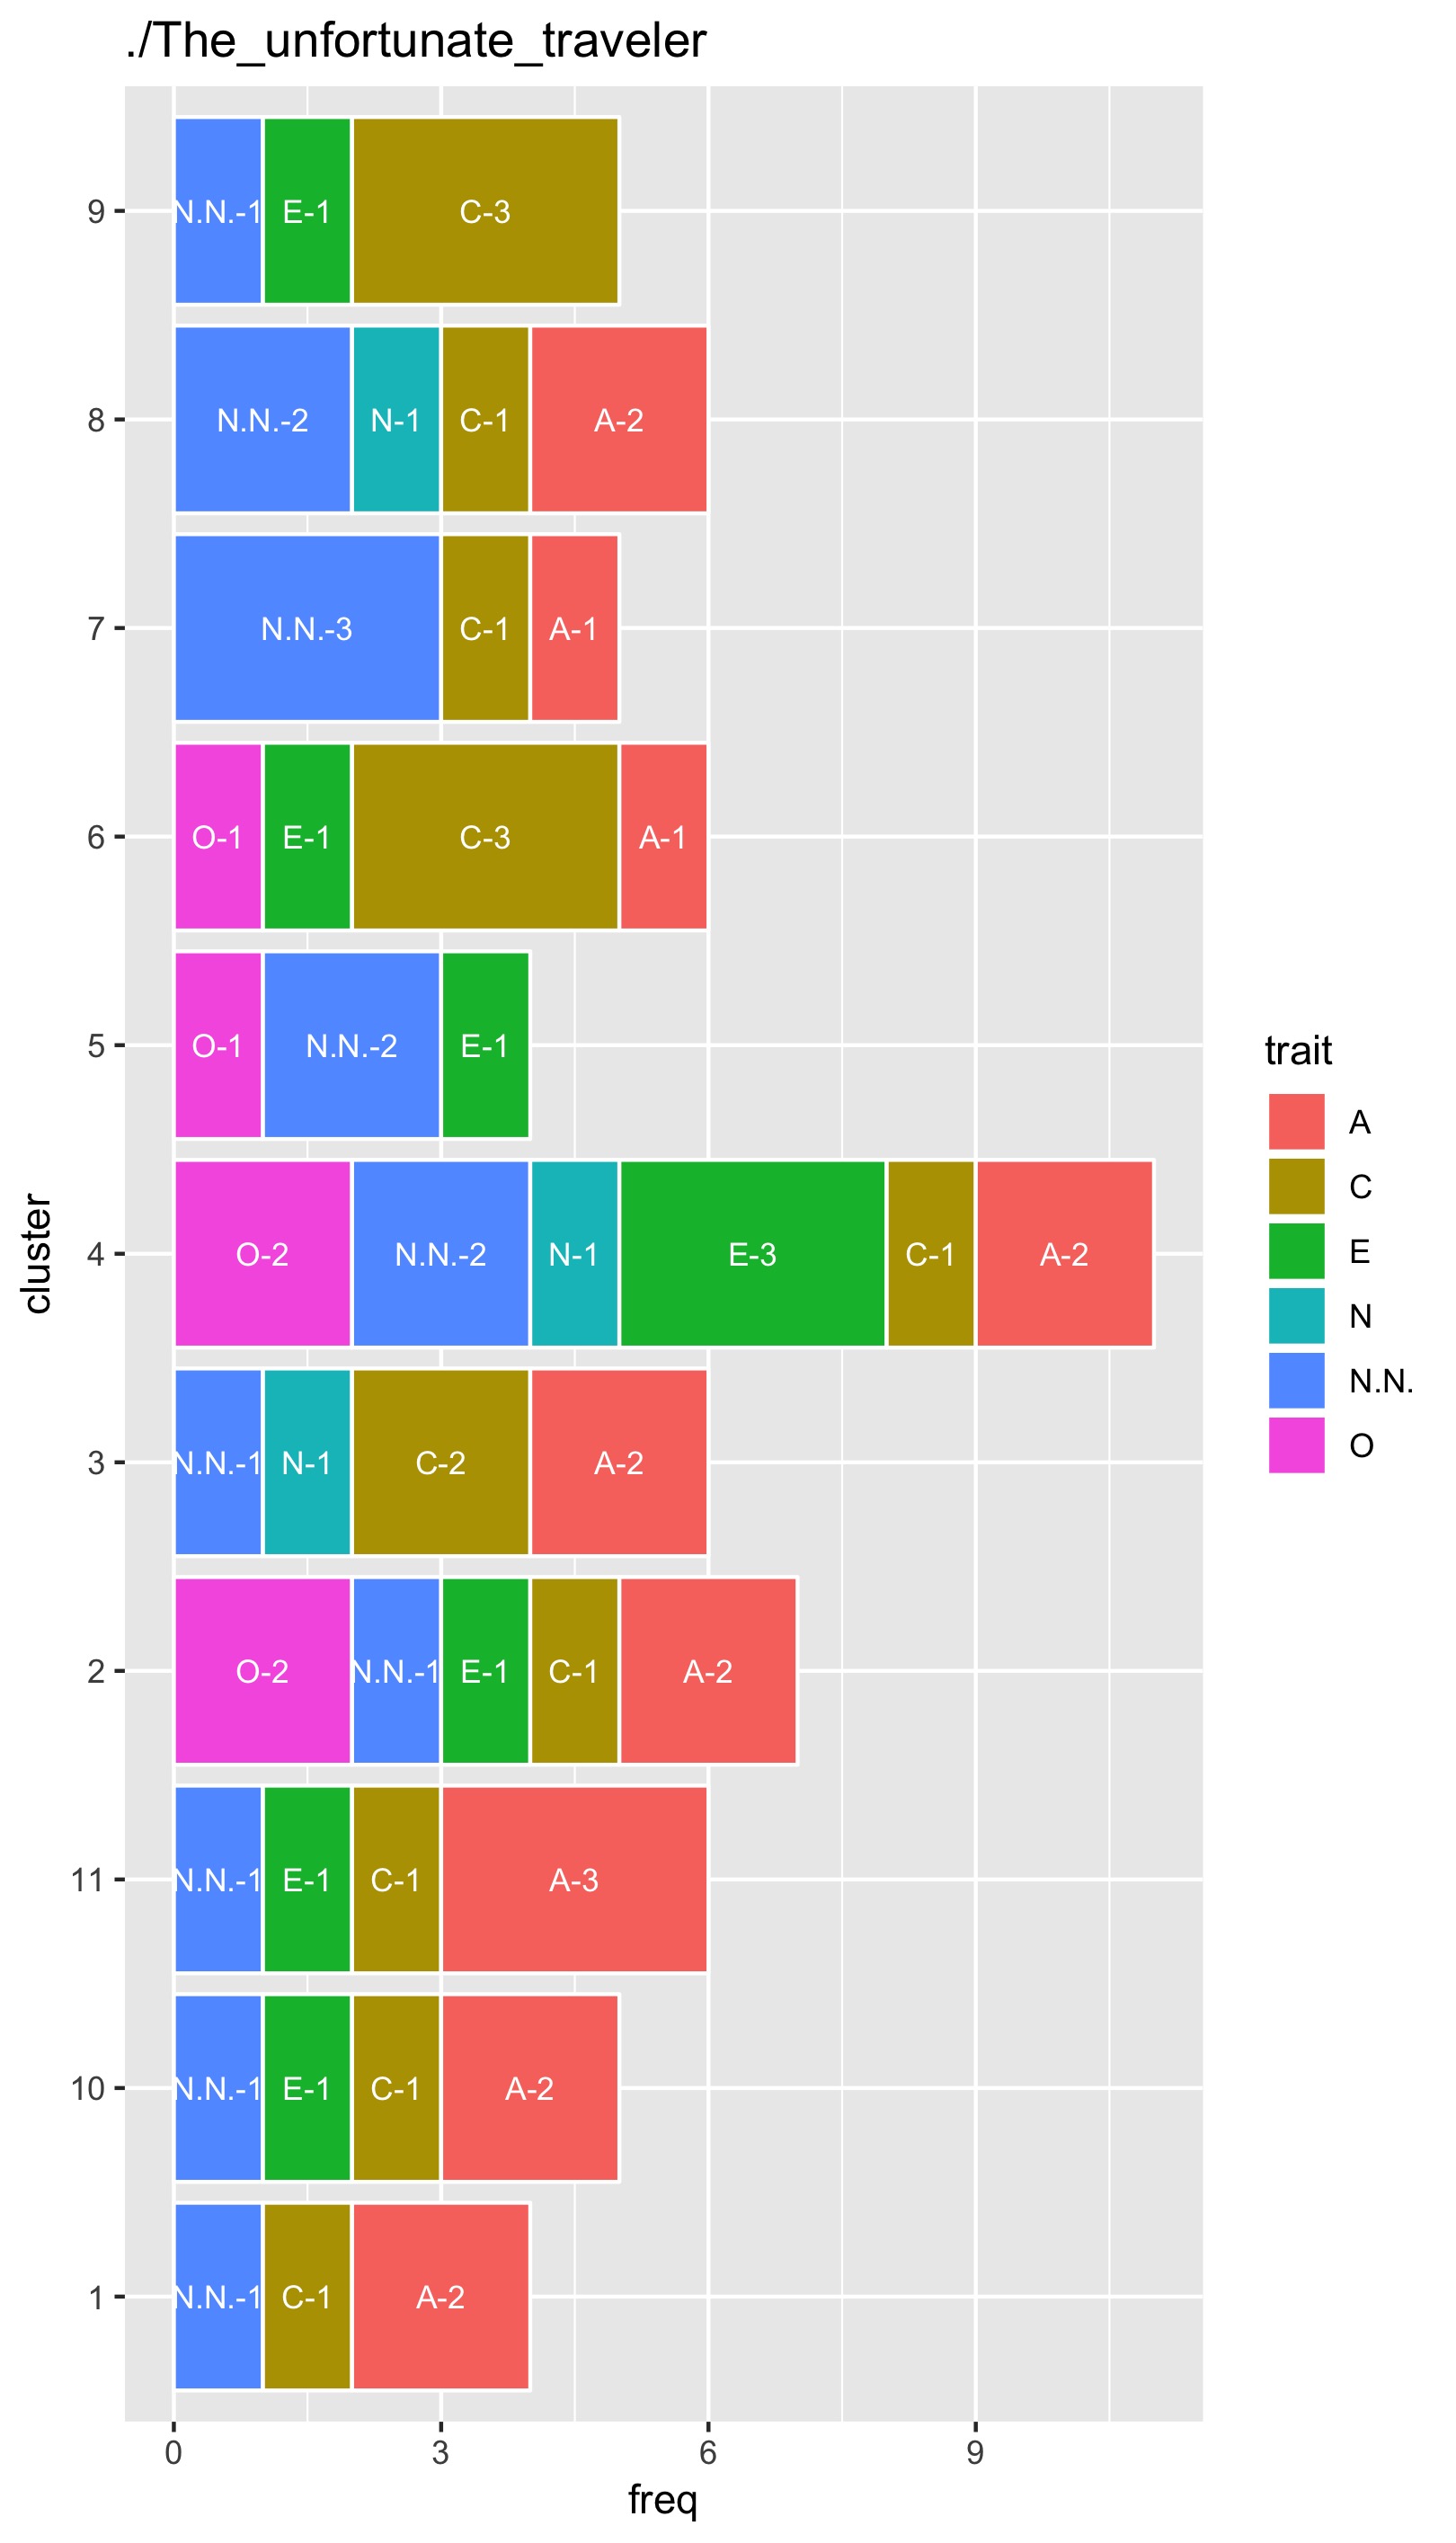 ./The_unfortunate_traveler
9 N.N.-1 E-1 C-3
8 N.N.-2 N-1 C-1 A-2
7 N.N.-3 C-1 A-1
6 O-1 E-1 C-3 A-1
5 O-1 N.N.-2 E-1
4 O-2 N.N.-2 N-1 E-3 C-1 A-2
3 N.N.-1 N-1 C-2 A-2
2 O-2 N.N.-1 E-1 C-1 A-2
11 N.N.-1 E-1 C-1 A-3
10 N.N.-1 E-1 C-1 A-2
1 N.N.-1 C-1 A-2
0 3 6 9
freq
cluster
trait
A
C
E
N
N.N.
O